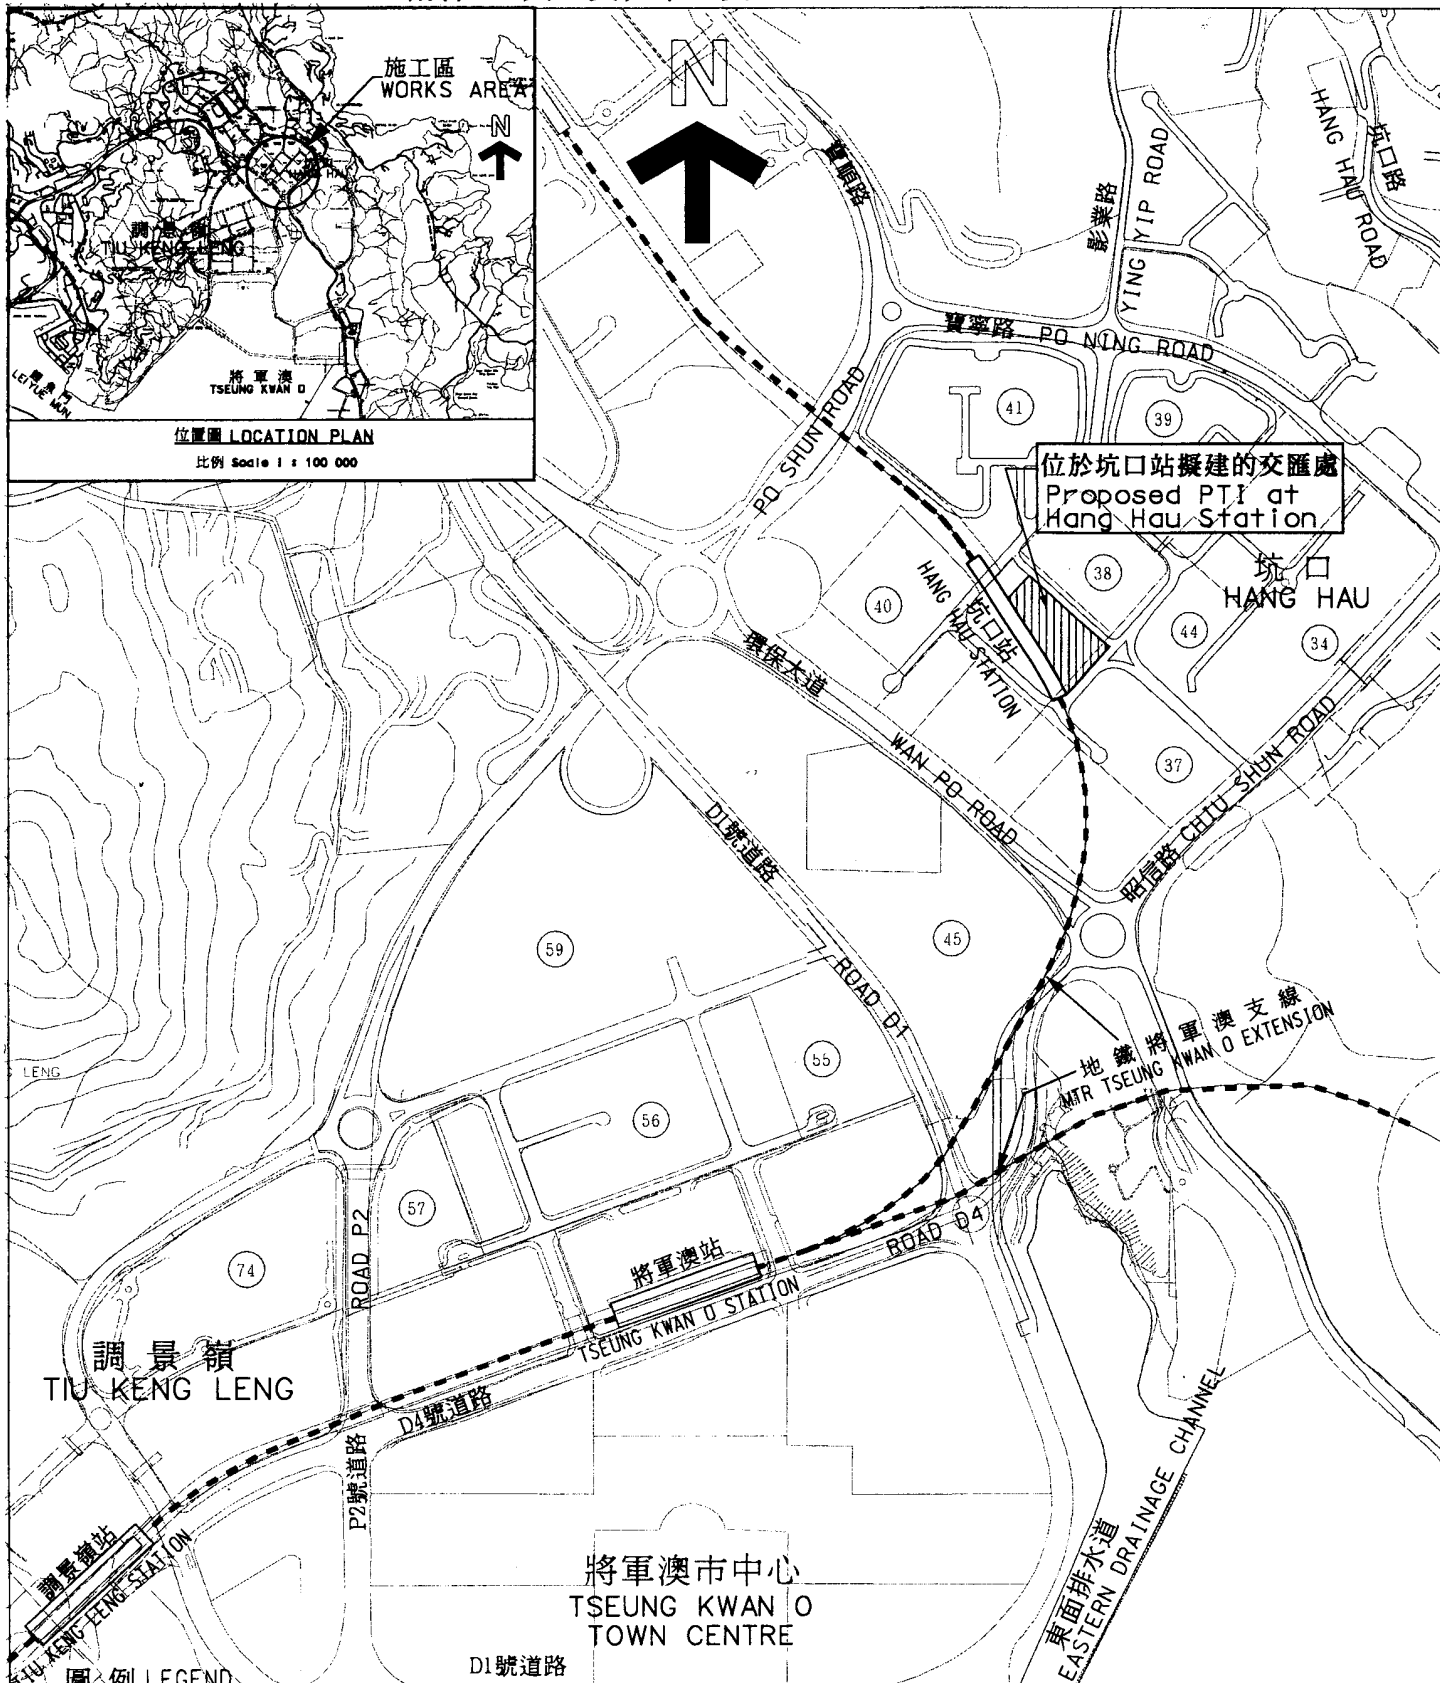 施工區
WORKS AREA
N
調景嶺
TIU KENG LENG
LEI YUE MUN
將軍澳
TSEUNG KWAN O
位置圖 LOCATION PLAN
比例 Scale 1 : 100 000
N
寶順路
PO SHUN ROAD
影業路
YING YIP ROAD
坑口路
HANG HAU ROAD
HANG HAU ROAD
寶寧路 PO NING ROAD
41
39
位於坑口站擬建的交匯處
Proposed PTI at
Hang Hau Station
坑口
HANG HAU
38
40
44
34
37
坑口站
HANG HAU STATION
環保大道
WAN PO ROAD
昭信路 CHIU SHUN ROAD
D1號道路
ROAD D1
59
45
55
56
57
74
地鐵將軍澳支線
MTR TSEUNG KWAN O EXTENSION
LENG
ROAD P2
ROAD D4
將軍澳站
TSEUNG KWAN O STATION
調景嶺
TIU KENG LENG
D4號道路
P2號道路
調景嶺站
TIU KENG LENG STATION
將軍澳市中心
TSEUNG KWAN O
TOWN CENTRE
東面排水道
EASTERN DRAINAGE CHANNEL
D1號道路
圖例 LEGEND